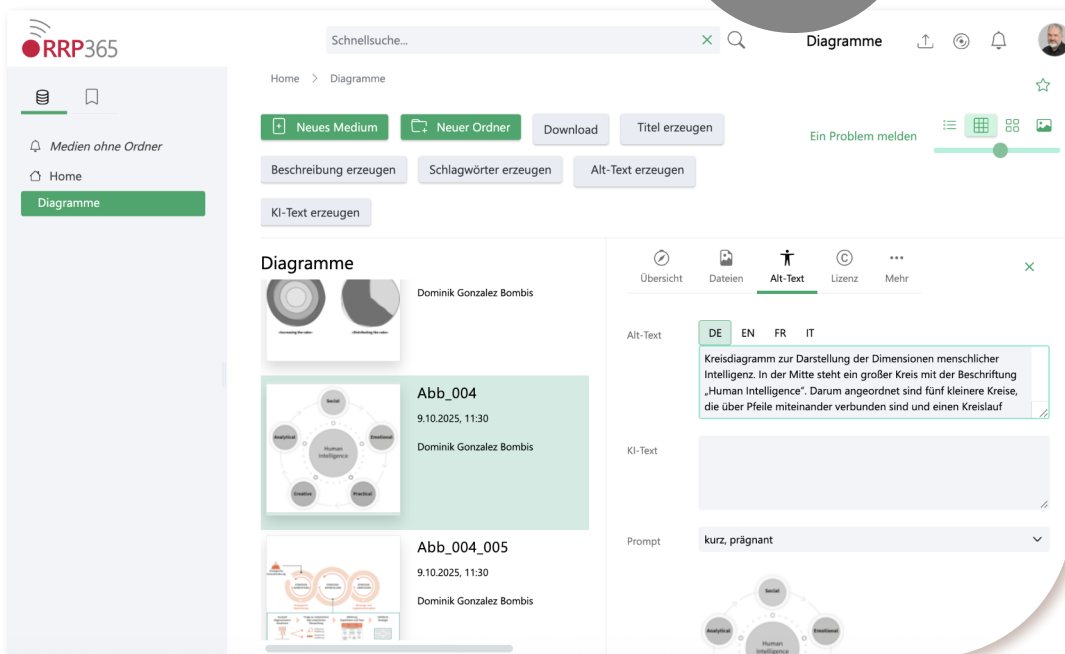 RRP365
Schnellsuche...
Diagramme
Home > Diagramme
Medien ohne Ordner
Home
Diagramme
Neues Medium
Neuer Ordner
Download
Titel erzeugen
Ein Problem melden
Beschreibung erzeugen
Schlagwörter erzeugen
Alt-Text erzeugen
KI-Text erzeugen
Diagramme
Dominik Gonzalez Bombis
Abb_004
9.10.2025, 11:30
Dominik Gonzalez Bombis
Social
Analytical
Emotional
Human
Intelligence
Creative
Practical
Abb_004_005
9.10.2025, 11:30
Dominik Gonzalez Bombis
Übersicht
Dateien
Alt-Text
Lizenz
Mehr
Alt-Text
DE EN FR IT
Kreisdiagramm zur Darstellung der Dimensionen menschlicher
Intelligenz. In der Mitte steht ein großer Kreis mit der Beschriftung
„Human Intelligence“. Darum angeordnet sind fünf kleinere Kreise,
die über Pfeile miteinander verbunden sind und einen Kreislauf
KI-Text
Prompt
kurz, prägnant
Social
Analytical
Emotional
Human
Intelligence